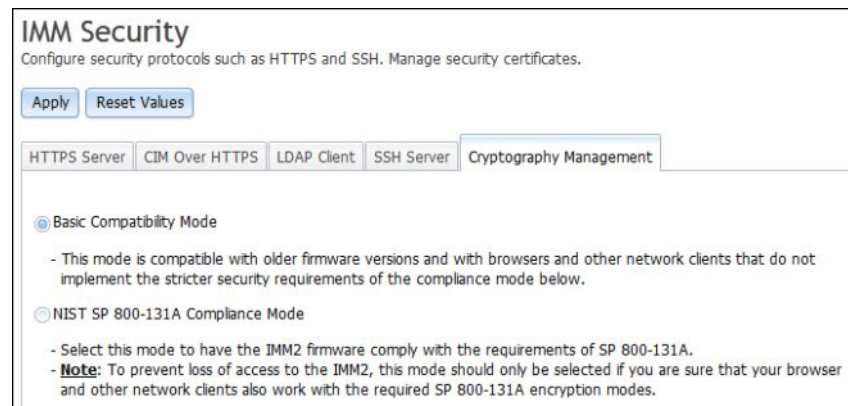 IMM Security
Configure security protocols such as HTTPS and SSH. Manage security certificates.
Apply Reset Values
HTTPS Server CIM Over HTTPS LDAP Client SSH Server Cryptography Management
Basic Compatibility Mode
- This mode is compatible with older firmware versions and with browsers and other network clients that do not
implement the stricter security requirements of the compliance mode below.
NIST SP 800-131A Compliance Mode
- Select this mode to have the IMM2 firmware comply with the requirements of SP 800-131A.
- Note: To prevent loss of access to the IMM2, this mode should only be selected if you are sure that your browser
and other network clients also work with the required SP 800-131A encryption modes.